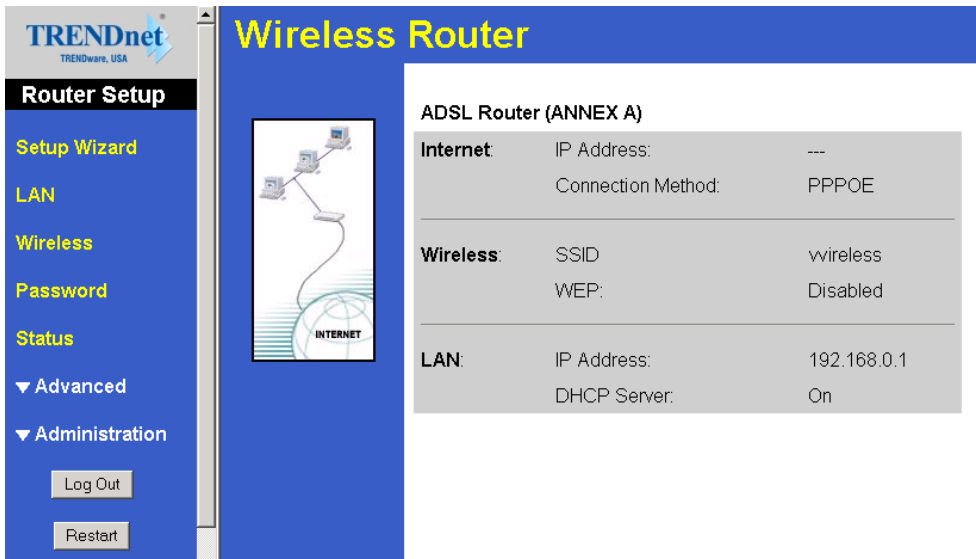 TRENDnet
TRENDware, USA
Router Setup
Setup Wizard
LAN
Wireless
Password
Status
Advanced
Administration
Log Out
Restart
Wireless Router
INTERNET
ADSL Router (ANNEX A)
Internet: IP Address: ---
Connection Method: PPPOE
Wireless: SSID wireless
WEP: Disabled
LAN: IP Address: 192.168.0.1
DHCP Server: On